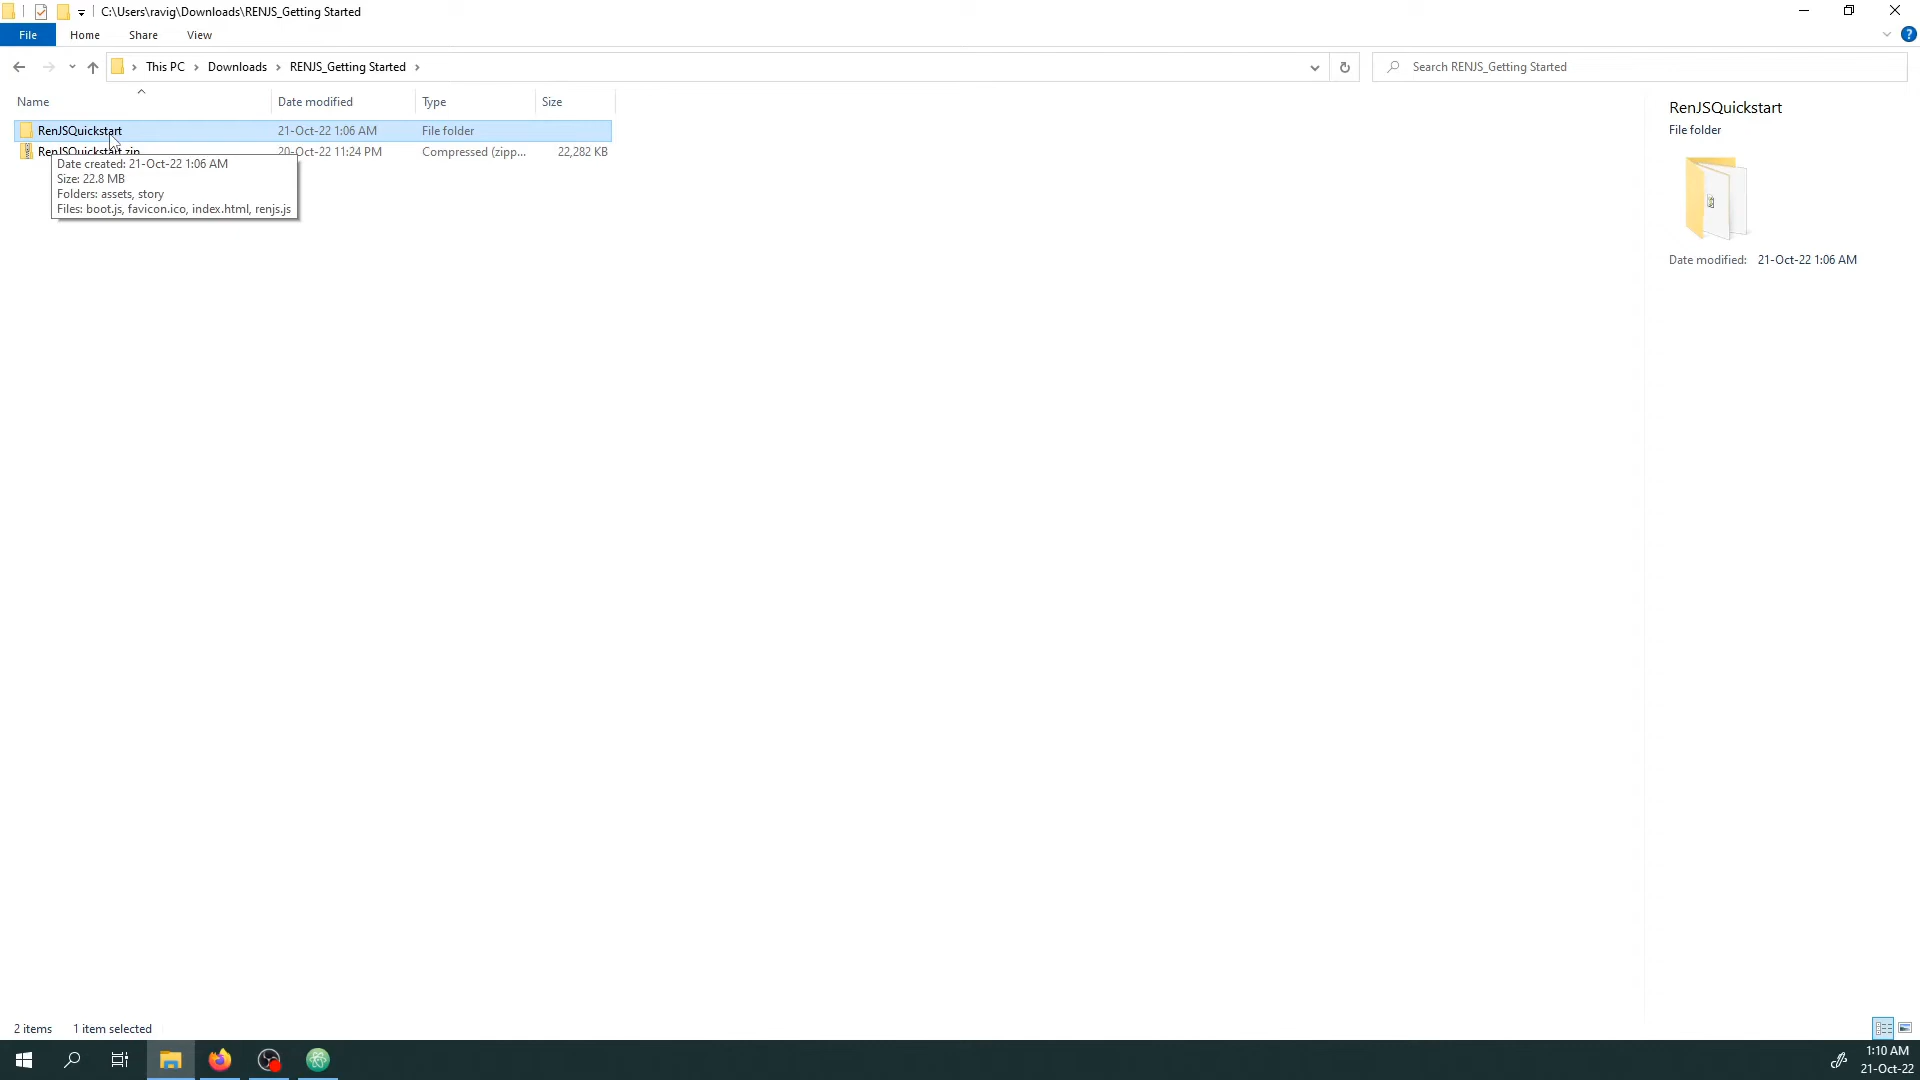 C:\Users\ravig\Downloads\RENJS_Getting Started
File Home Share View
This PC Downloads RENJS_Getting Started
Search RENJS_Getting Started
Name Date modified Type Size
RenJSQuickstart 21-Oct-22 1:06 AM File folder
RenJSQuickstart.zip 20-Oct-22 11:24 PM Compressed (zipp... 22,282 KB
Date created: 21-Oct-22 1:06 AM
Size: 22.8 MB
Folders: assets, story
Files: boot.js, favicon.ico, index.html, renjs.js
RenJSQuickstart
File folder
Date modified: 21-Oct-22 1:06 AM
2 items 1 item selected
1:10 AM
21-Oct-22